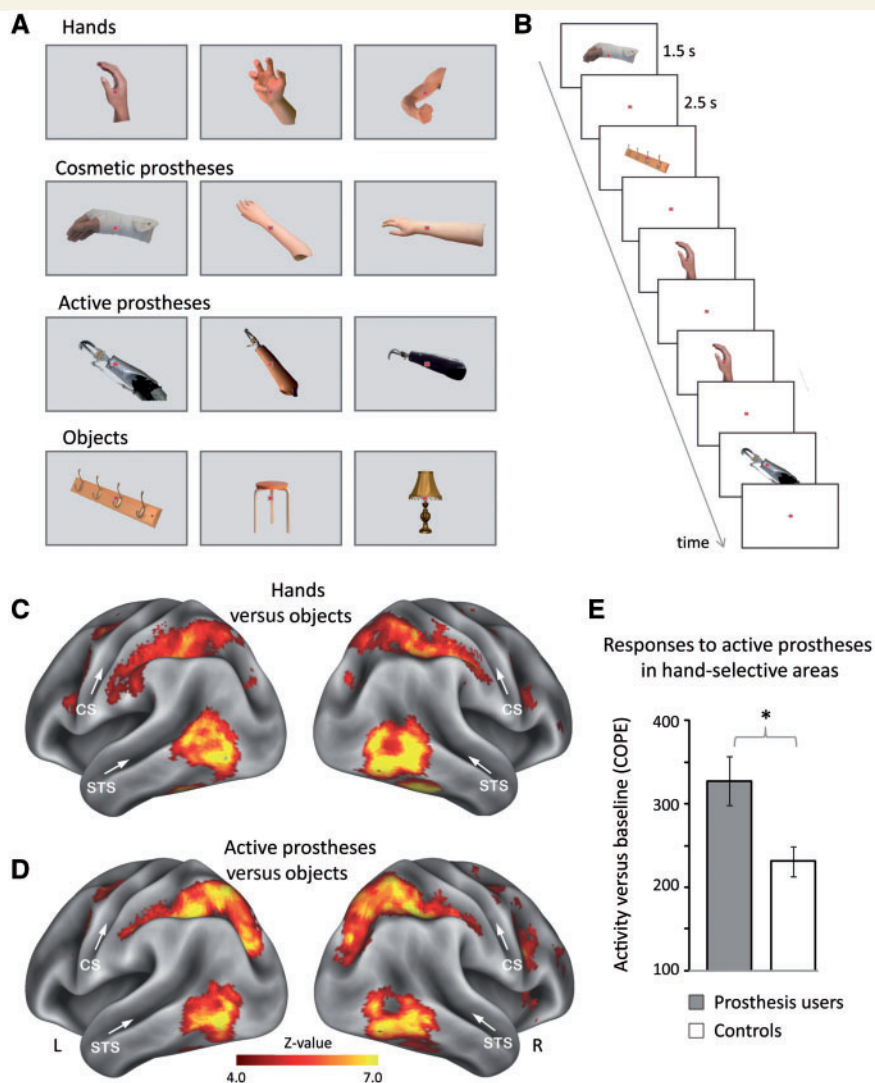 A
Hands
Cosmetic prostheses
Active prostheses
Objects
B
1.5 s
2.5 s
time
C
Hands
versus objects
CS
STS
CS
STS
D
Active prostheses
versus objects
CS
STS
L
CS
STS
R
Z-value
4.0
7.0
E
Responses to active prostheses
in hand-selective areas
Activity versus baseline (COPE)
400
300
200
100
*
Prosthesis users
Controls